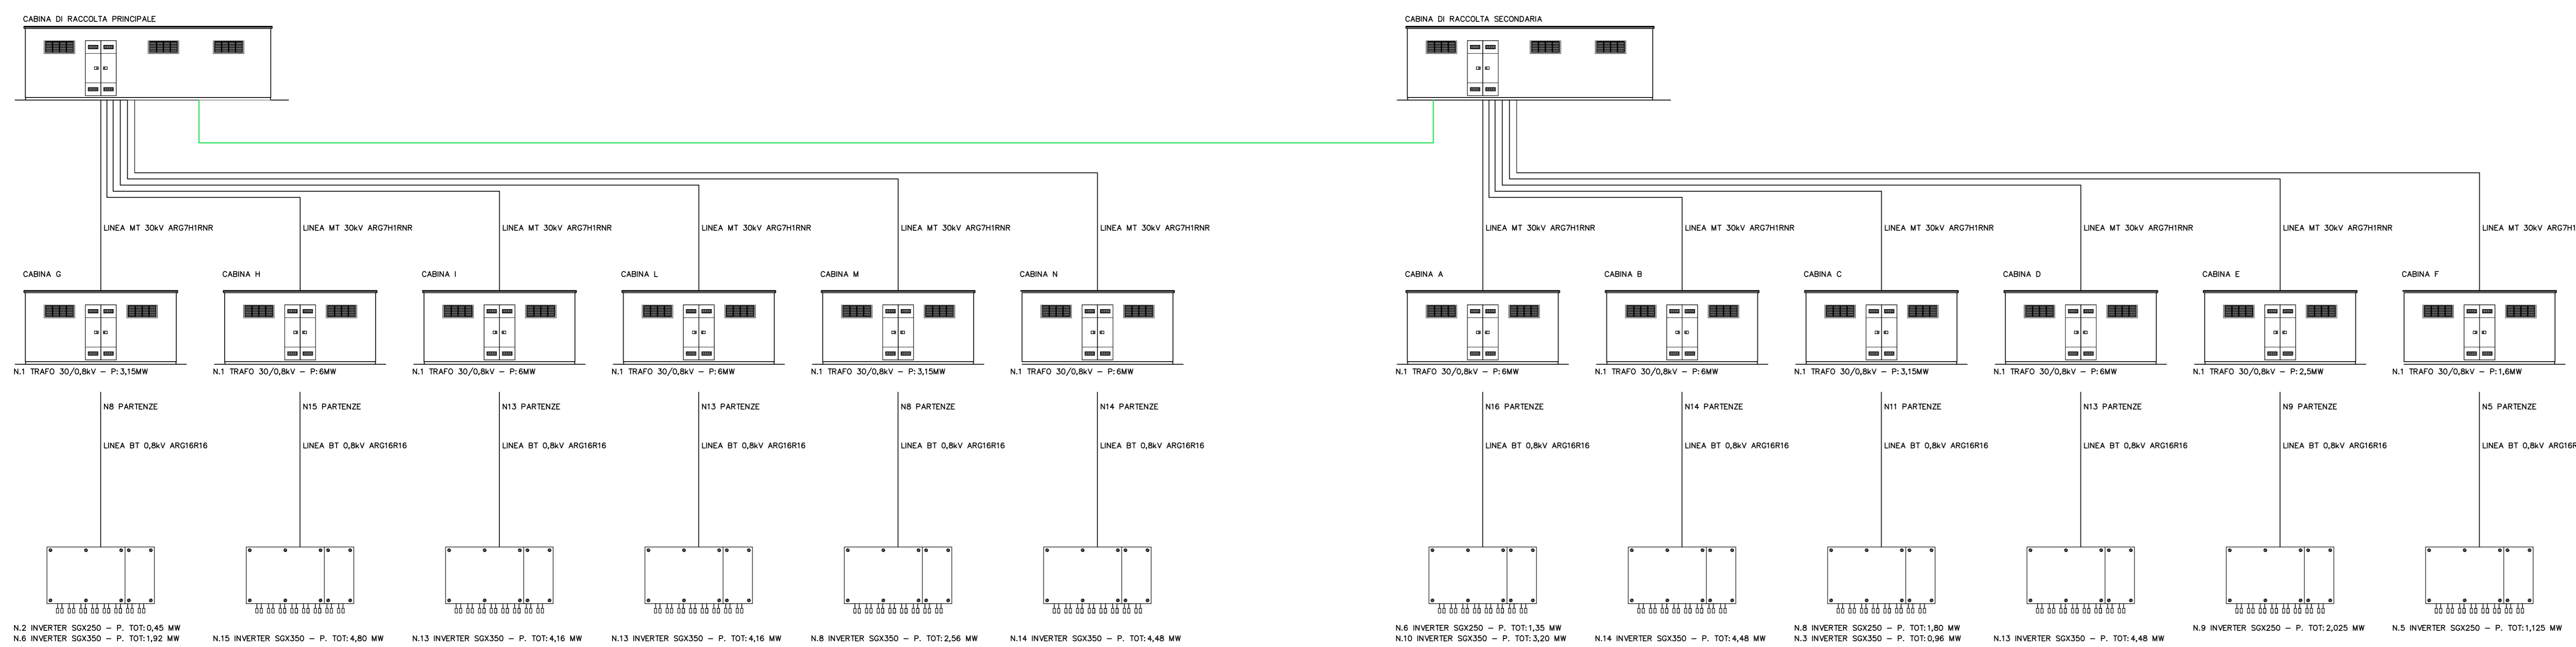 CABINA DI RACCOLTA PRINCIPALE
CABINA DI RACCOLTA SECONDARIA
LINEA MT 30kV ARG7H1RNR
LINEA MT 30kV ARG7H1RNR
LINEA MT 30kV ARG7H1RNR
LINEA MT 30kV ARG7H1RNR
LINEA MT 30kV ARG7H1RNR
LINEA MT 30kV ARG7H1RNR
LINEA MT 30kV ARG7H1RNR
LINEA MT 30kV ARG7H1RNR
LINEA MT 30kV ARG7H1RNR
LINEA MT 30kV ARG7H1RNR
LINEA MT 30kV ARG7H1RNR
LINEA MT 30kV ARG7H1
CABINA G
CABINA H
CABINA I
CABINA L
CABINA M
CABINA N
CABINA A
CABINA B
CABINA C
CABINA D
CABINA E
CABINA F
N.1 TRAFO 30/0,8kV – P:3,15MW
N.1 TRAFO 30/0,8kV – P:6MW
N.1 TRAFO 30/0,8kV – P:6MW
N.1 TRAFO 30/0,8kV – P:6MW
N.1 TRAFO 30/0,8kV – P:3,15MW
N.1 TRAFO 30/0,8kV – P:6MW
N.1 TRAFO 30/0,8kV – P:6MW
N.1 TRAFO 30/0,8kV – P:6MW
N.1 TRAFO 30/0,8kV – P:3,15MW
N.1 TRAFO 30/0,8kV – P:6MW
N.1 TRAFO 30/0,8kV – P:2,5MW
N.1 TRAFO 30/0,8kV – P:1,6MW
N8 PARTENZE
N15 PARTENZE
N13 PARTENZE
N13 PARTENZE
N8 PARTENZE
N14 PARTENZE
N16 PARTENZE
N14 PARTENZE
N11 PARTENZE
N13 PARTENZE
N9 PARTENZE
N5 PARTENZE
LINEA BT 0,8kV ARG16R16
LINEA BT 0,8kV ARG16R16
LINEA BT 0,8kV ARG16R16
LINEA BT 0,8kV ARG16R16
LINEA BT 0,8kV ARG16R16
LINEA BT 0,8kV ARG16R16
LINEA BT 0,8kV ARG16R16
LINEA BT 0,8kV ARG16R16
LINEA BT 0,8kV ARG16R16
LINEA BT 0,8kV ARG16R16
LINEA BT 0,8kV ARG16R16
LINEA BT 0,8kV ARG16R
N.2 INVERTER SGX250 – P. TOT:0,45 MW
N.6 INVERTER SGX350 – P. TOT:1,92 MW
N.15 INVERTER SGX350 – P. TOT:4,80 MW
N.13 INVERTER SGX350 – P. TOT:4,16 MW
N.13 INVERTER SGX350 – P. TOT:4,16 MW
N.8 INVERTER SGX350 – P. TOT:2,56 MW
N.14 INVERTER SGX350 – P. TOT:4,48 MW
N.6 INVERTER SGX250 – P. TOT:1,35 MW
N.10 INVERTER SGX350 – P. TOT:3,20 MW
N.14 INVERTER SGX350 – P. TOT:4,48 MW
N.8 INVERTER SGX250 – P. TOT:1,80 MW
N.3 INVERTER SGX350 – P. TOT:0,96 MW
N.13 INVERTER SGX350 – P. TOT:4,48 MW
N.9 INVERTER SGX250 – P. TOT:2,025 MW
N.5 INVERTER SGX250 – P. TOT:1,125 MW